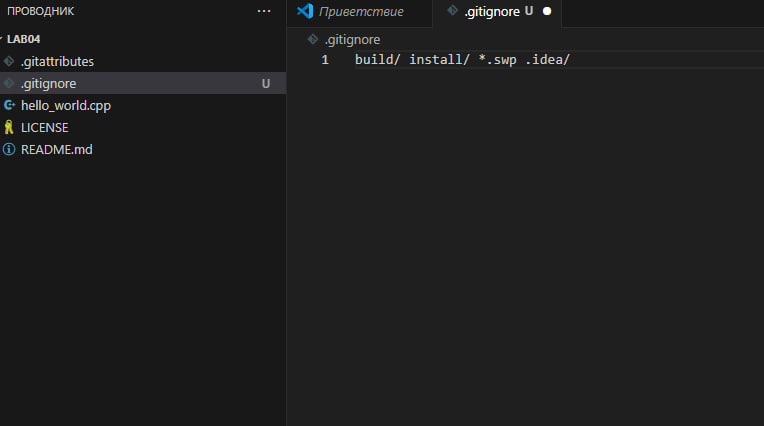 ПРОВОДНИК ...
LAB04
.gitattributes
.gitignore U
hello_world.cpp
LICENSE
README.md
Приветствие
.gitignore U
.gitignore
1 build/ install/ *.swp .idea/